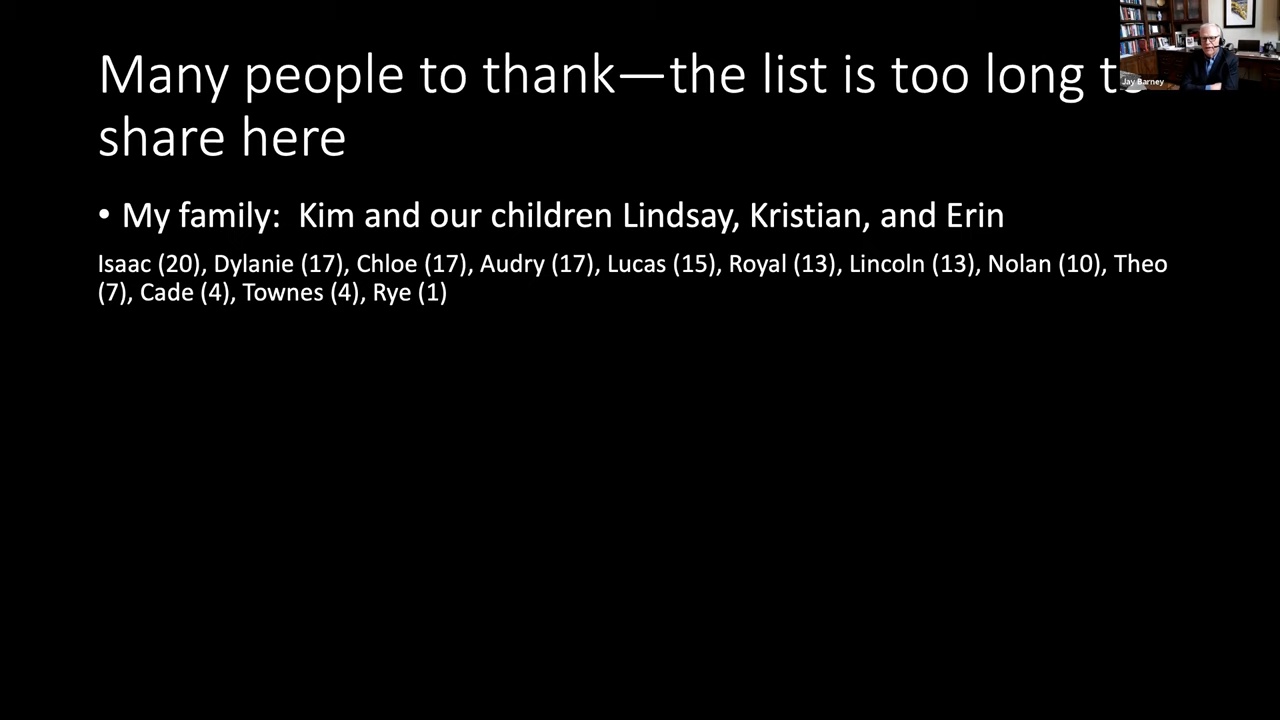 Many people to thank—the list is too long to
share here
• My family:  Kim and our children Lindsay, Kristian, and Erin
Isaac (20), Dylanie (17), Chloe (17), Audry (17), Lucas (15), Royal (13), Lincoln (13), Nolan (10), Theo
(7), Cade (4), Townes (4), Rye (1)
Jay Barney